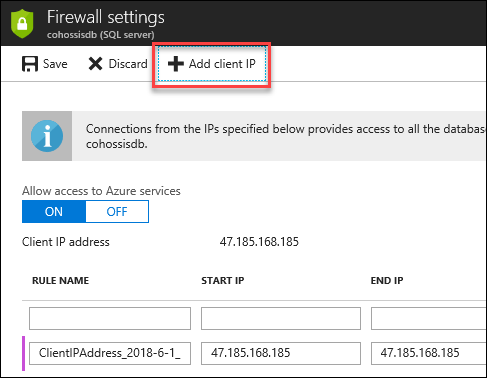 Firewall settings
cohossisdb (SQL server)
Save Discard Add client IP
Connections from the IPs specified below provides access to all the database
cohossisdb.
Allow access to Azure services
ON OFF
Client IP address 47.185.168.185
RULE NAME START IP END IP
ClientIPAddress_2018-6-1_ 47.185.168.185 47.185.168.185